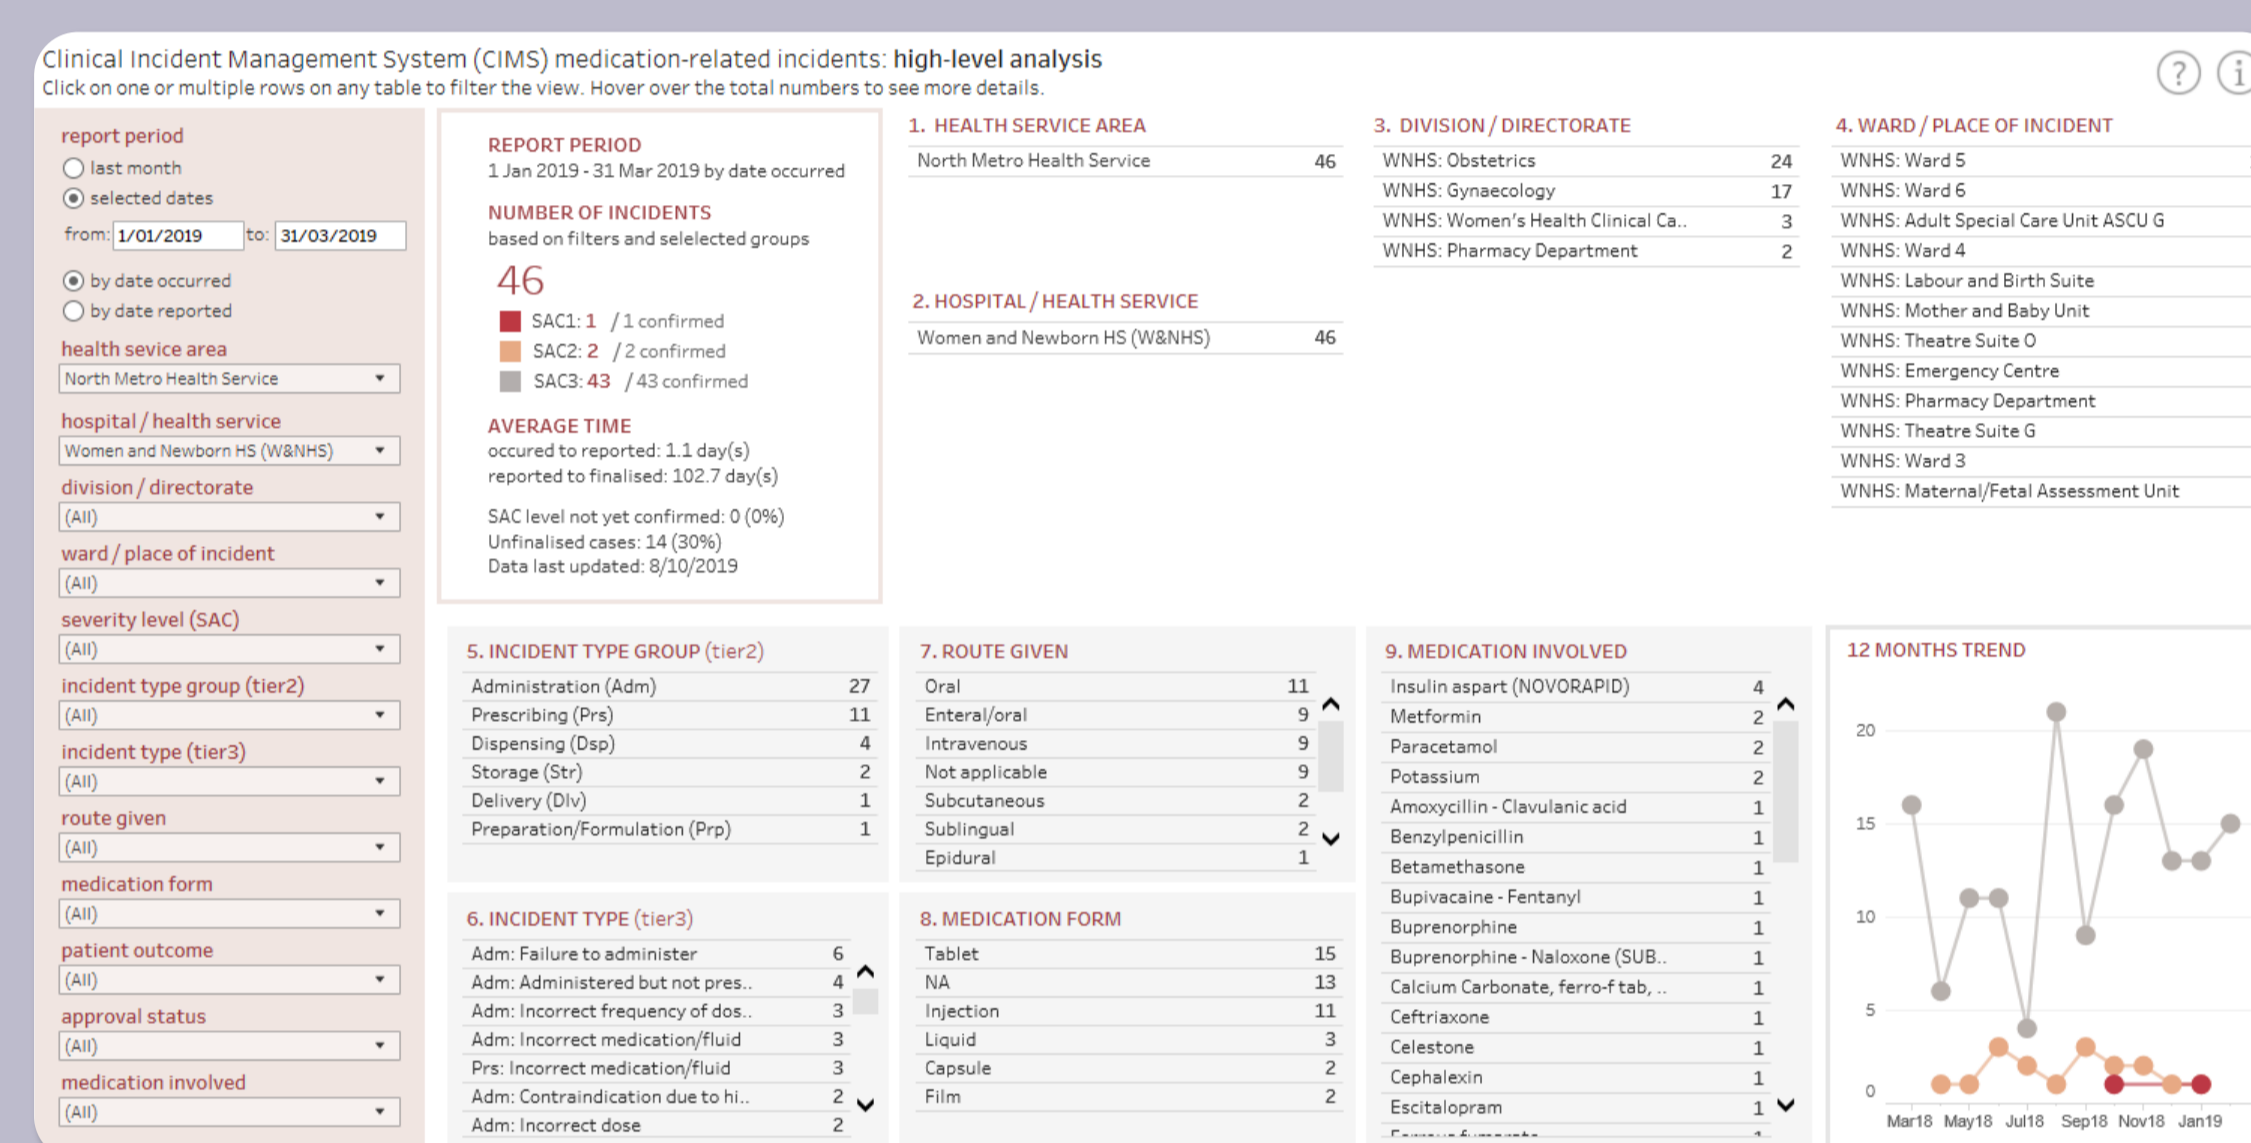 Clinical Incident Management System (CIMS) medication-related incidents: high-level analysis
Click on one or multiple rows on any table to filter the view. Hover over the total numbers to see more details.
? i
report period
last month
selected dates
from: 1/01/2019 to: 31/03/2019
by date occurred
by date reported
health sevice area
North Metro Health Service
hospital / health service
Women and Newborn HS (W&NHS)
division / directorate
(All)
ward / place of incident
(All)
severity level (SAC)
(All)
incident type group (tier2)
(All)
incident type (tier3)
(All)
route given
(All)
medication form
(All)
patient outcome
(All)
approval status
(All)
medication involved
(All)
REPORT PERIOD
1 Jan 2019 - 31 Mar 2019 by date occurred
NUMBER OF INCIDENTS
based on filters and selelected groups
46
SAC1: 1 / 1 confirmed
SAC2: 2 / 2 confirmed
SAC3: 43 / 43 confirmed
AVERAGE TIME
occured to reported: 1.1 day(s)
reported to finalised: 102.7 day(s)
SAC level not yet confirmed: 0 (0%)
Unfinalised cases: 14 (30%)
Data last updated: 8/10/2019
1. HEALTH SERVICE AREA
North Metro Health Service 46
2. HOSPITAL / HEALTH SERVICE
Women and Newborn HS (W&NHS) 46
3. DIVISION / DIRECTORATE
WNHS: Obstetrics 24
WNHS: Gynaecology 17
WNHS: Women's Health Clinical Ca.. 3
WNHS: Pharmacy Department 2
4. WARD / PLACE OF INCIDENT
WNHS: Ward 5
WNHS: Ward 6
WNHS: Adult Special Care Unit ASCU G
WNHS: Ward 4
WNHS: Labour and Birth Suite
WNHS: Mother and Baby Unit
WNHS: Theatre Suite O
WNHS: Emergency Centre
WNHS: Pharmacy Department
WNHS: Theatre Suite G
WNHS: Ward 3
WNHS: Maternal/Fetal Assessment Unit
5. INCIDENT TYPE GROUP (tier2)
Administration (Adm) 27
Prescribing (Prs) 11
Dispensing (Dsp) 4
Storage (Str) 2
Delivery (Dlv) 1
Preparation/Formulation (Prp) 1
6. INCIDENT TYPE (tier3)
Adm: Failure to administer 6
Adm: Administered but not pres.. 4
Adm: Incorrect frequency of dos.. 3
Adm: Incorrect medication/fluid 3
Prs: Incorrect medication/fluid 3
Adm: Contraindication due to hi.. 2
Adm: Incorrect dose 2
7. ROUTE GIVEN
Oral 11
Enteral/oral 9
Intravenous 9
Not applicable 9
Subcutaneous 2
Sublingual 2
Epidural 1
8. MEDICATION FORM
Tablet 15
NA 13
Injection 11
Liquid 3
Capsule 2
Film 2
9. MEDICATION INVOLVED
Insulin aspart (NOVORAPID) 4
Metformin 2
Paracetamol 2
Potassium 2
Amoxycillin - Clavulanic acid 1
Benzylpenicillin 1
Betamethasone 1
Bupivacaine - Fentanyl 1
Buprenorphine 1
Buprenorphine - Naloxone (SUB.. 1
Calcium Carbonate, ferro-f tab, .. 1
Ceftriaxone 1
Celestone 1
Cephalexin 1
Escitalopram 1
12 MONTHS TREND
20
15
10
5
0
Mar18 May18 Jul18 Sep18 Nov18 Jan19